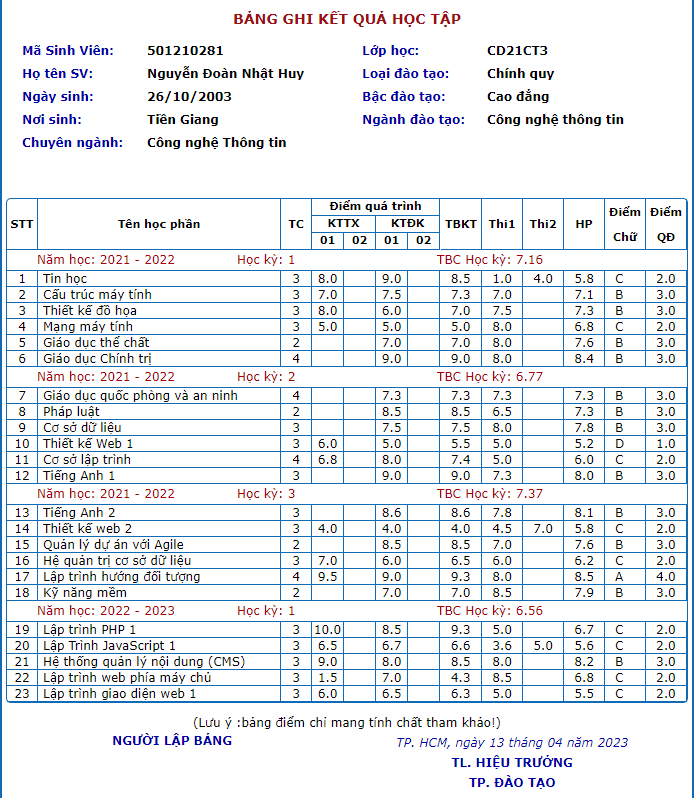 BẢNG GHI KẾT QUẢ HỌC TẬP
Mã Sinh Viên: 501210281 Lớp học: CD21CT3
Họ tên SV: Nguyễn Đoàn Nhật Huy Loại đào tạo: Chính quy
Ngày sinh: 26/10/2003 Bậc đào tạo: Cao đẳng
Nơi sinh: Tiền Giang Ngành đào tạo: Công nghệ thông tin
Chuyên ngành: Công nghệ Thông tin
STT Tên học phần TC Điểm quá trình TBKT Thi1 Thi2 HP Điểm Chữ Điểm QĐ
KTTX KTĐK
01 02 01 02
Năm học: 2021 - 2022 Học kỳ: 1 TBC Học kỳ: 7.16
1 Tin học 3 8.0 9.0 8.5 1.0 4.0 5.8 C 2.0
2 Cấu trúc máy tính 3 7.0 7.5 7.3 7.0 7.1 B 3.0
3 Thiết kế đồ họa 3 8.0 6.0 7.0 7.5 7.3 B 3.0
4 Mạng máy tính 3 5.0 5.0 5.0 8.0 6.8 C 2.0
5 Giáo dục thể chất 2 7.0 7.0 8.0 7.6 B 3.0
6 Giáo dục Chính trị 4 9.0 9.0 8.0 8.4 B 3.0
Năm học: 2021 - 2022 Học kỳ: 2 TBC Học kỳ: 6.77
7 Giáo dục quốc phòng và an ninh 4 7.3 7.3 7.3 7.3 B 3.0
8 Pháp luật 2 8.5 8.5 6.5 7.3 B 3.0
9 Cơ sở dữ liệu 3 7.5 7.5 8.0 7.8 B 3.0
10 Thiết kế Web 1 3 6.0 5.0 5.5 5.0 5.2 D 1.0
11 Cơ sở lập trình 4 6.8 8.0 7.4 5.0 6.0 C 2.0
12 Tiếng Anh 1 3 9.0 9.0 7.3 8.0 B 3.0
Năm học: 2021 - 2022 Học kỳ: 3 TBC Học kỳ: 7.37
13 Tiếng Anh 2 3 8.6 8.6 7.8 8.1 B 3.0
14 Thiết kế web 2 3 4.0 4.0 4.0 4.5 7.0 5.8 C 2.0
15 Quản lý dự án với Agile 2 8.5 8.5 7.0 7.6 B 3.0
16 Hệ quản trị cơ sở dữ liệu 3 7.0 6.0 6.5 6.0 6.2 C 2.0
17 Lập trình hướng đối tượng 4 9.5 9.0 9.3 8.0 8.5 A 4.0
18 Kỹ năng mềm 2 7.0 7.0 8.5 7.9 B 3.0
Năm học: 2022 - 2023 Học kỳ: 1 TBC Học kỳ: 6.56
19 Lập trình PHP 1 3 10.0 8.5 9.3 5.0 6.7 C 2.0
20 Lập Trình JavaScript 1 3 6.5 6.7 6.6 3.6 5.0 5.6 C 2.0
21 Hệ thống quản lý nội dung (CMS) 3 9.0 8.0 8.5 8.0 8.2 B 3.0
22 Lập trình web phía máy chủ 3 1.5 7.0 4.3 8.5 6.8 C 2.0
23 Lập trình giao diện web 1 3 6.0 6.5 6.3 5.0 5.5 C 2.0
(Lưu ý :bảng điểm chỉ mang tính chất tham khảo!)
NGƯỜI LẬP BẢNG TP. HCM, ngày 13 tháng 04 năm 2023
TL. HIỆU TRƯỞNG
TP. ĐÀO TẠO